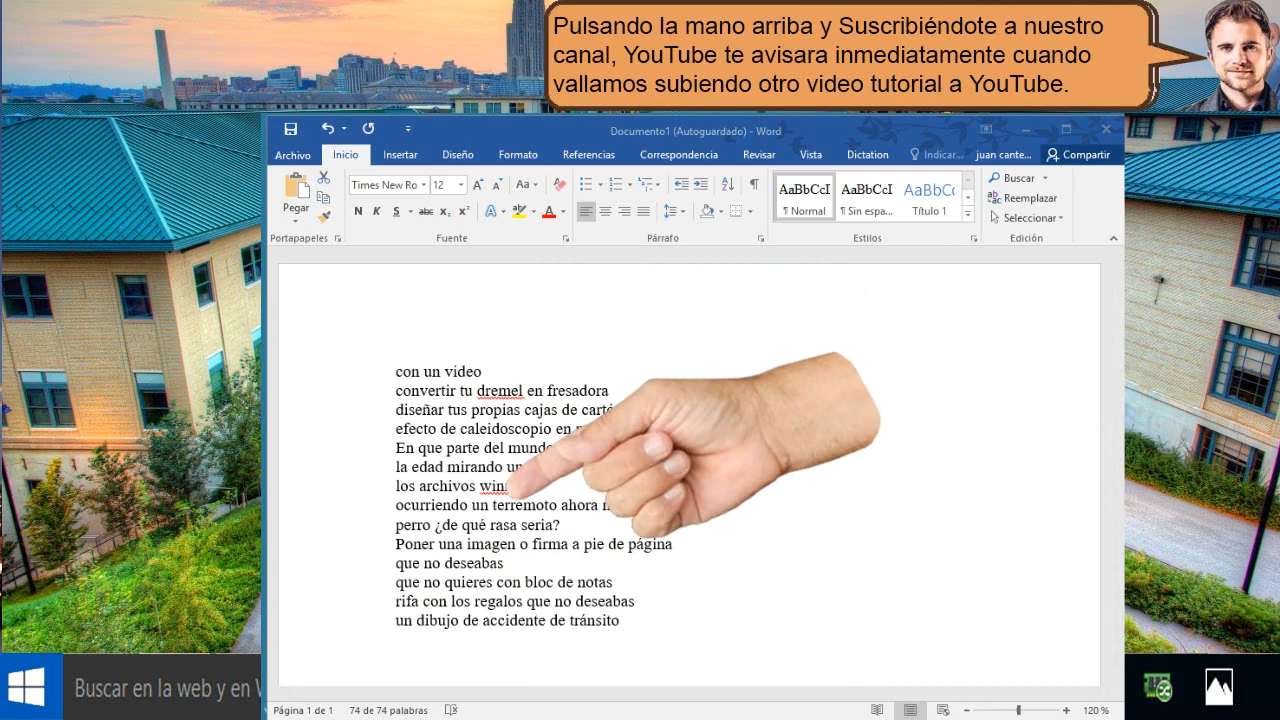 Pulsando la mano arriba y Suscribiéndote a nuestro
canal, YouTube te avisara inmediatamente cuando
vallamos subiendo otro video tutorial a YouTube.
Documento1 (Autoguardado) - Word
Archivo Inicio Insertar Diseño Formato Referencias Correspondencia Revisar Vista Dictation Indicar... juan cante... Compartir
Pegar
Times New Ro 12 Aa
N K S abc x₂ x² A A
AaBbCcI AaBbCcI AaBbCc
¶ Normal ¶ Sin espa... Título 1
Buscar
Reemplazar
Seleccionar
Portapapeles Fuente Párrafo Estilos Edición
con un video
convertir tu dremel en fresadora
diseñar tus propias cajas de
efecto de caleidoscopio en
En que parte del mundo
la edad mirando
los archivos
ocurriendo un terremoto ahora
perro ¿de qué rasa seria?
Poner una imagen o firma a pie de página
que no deseabas
que no quieres con bloc de notas
rifa con los regalos que no deseabas
un dibujo de accidente de tránsito
Buscar en la web y en
Página 1 de 1 74 de 74 palabras 120 %